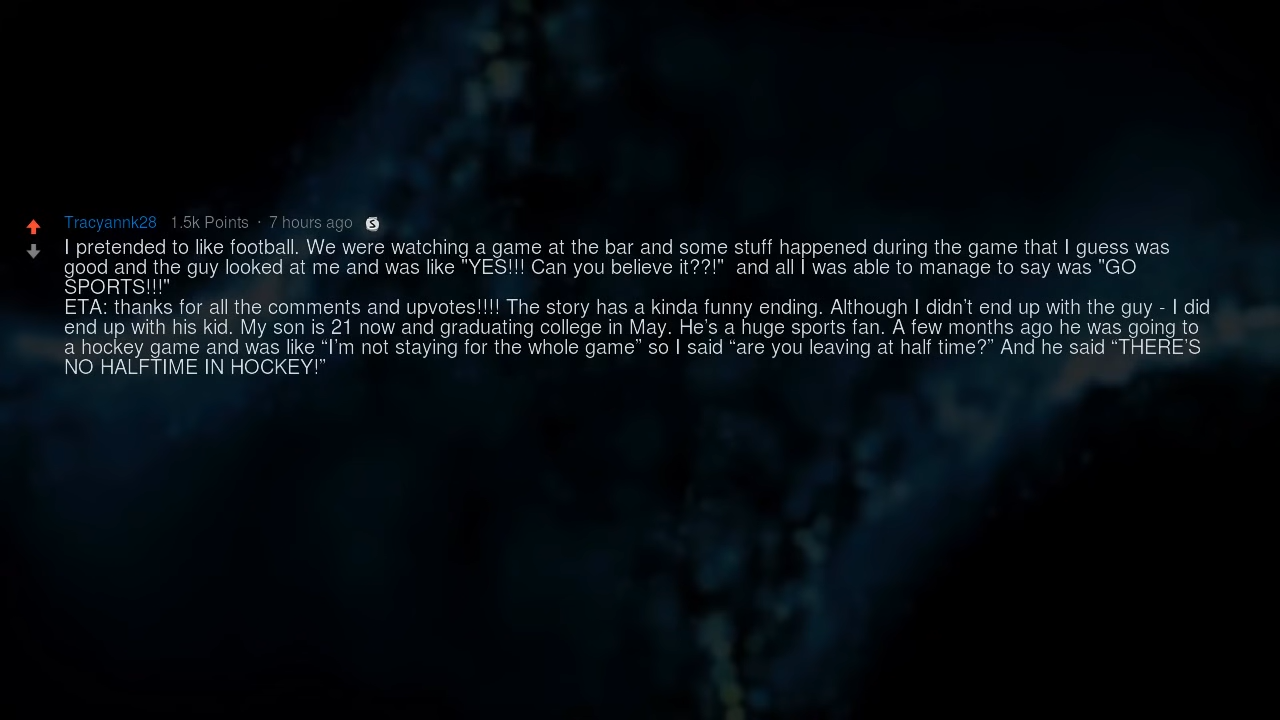 Tracyannk28 1.5k Points · 7 hours ago
I pretended to like football. We were watching a game at the bar and some stuff happened during the game that I guess was
good and the guy looked at me and was like "YES!!! Can you believe it??!"  and all I was able to manage to say was "GO
SPORTS!!!"
ETA: thanks for all the comments and upvotes!!!! The story has a kinda funny ending. Although I didn't end up with the guy - I did
end up with his kid. My son is 21 now and graduating college in May. He's a huge sports fan. A few months ago he was going to
a hockey game and was like “I'm not staying for the whole game” so I said “are you leaving at half time?” And he said “THERE'S
NO HALFTIME IN HOCKEY!”